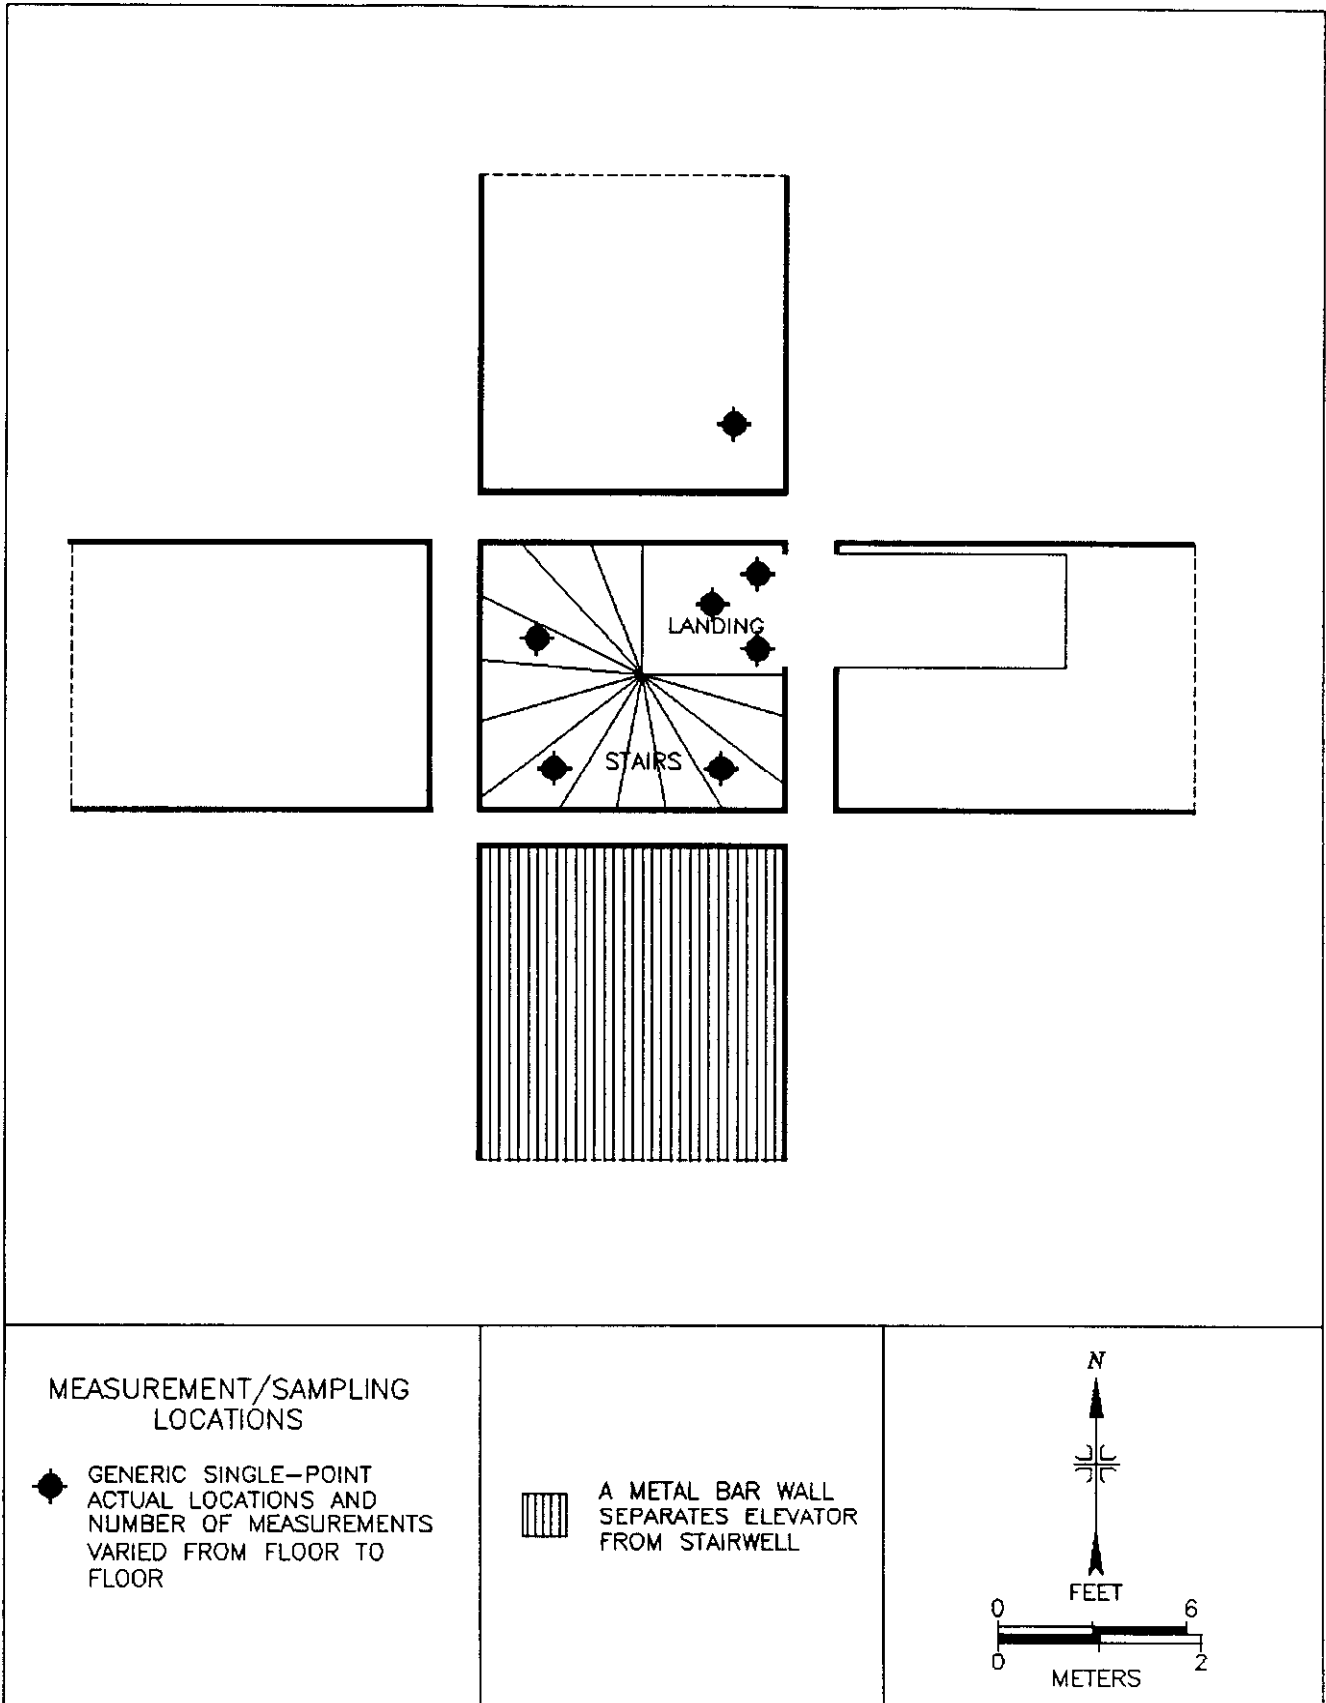 LANDING
STAIRS
MEASUREMENT/SAMPLING
LOCATIONS
GENERIC SINGLE-POINT
ACTUAL LOCATIONS AND
NUMBER OF MEASUREMENTS
VARIED FROM FLOOR TO
FLOOR
A METAL BAR WALL
SEPARATES ELEVATOR
FROM STAIRWELL
N
FEET
0 6
0 2
METERS